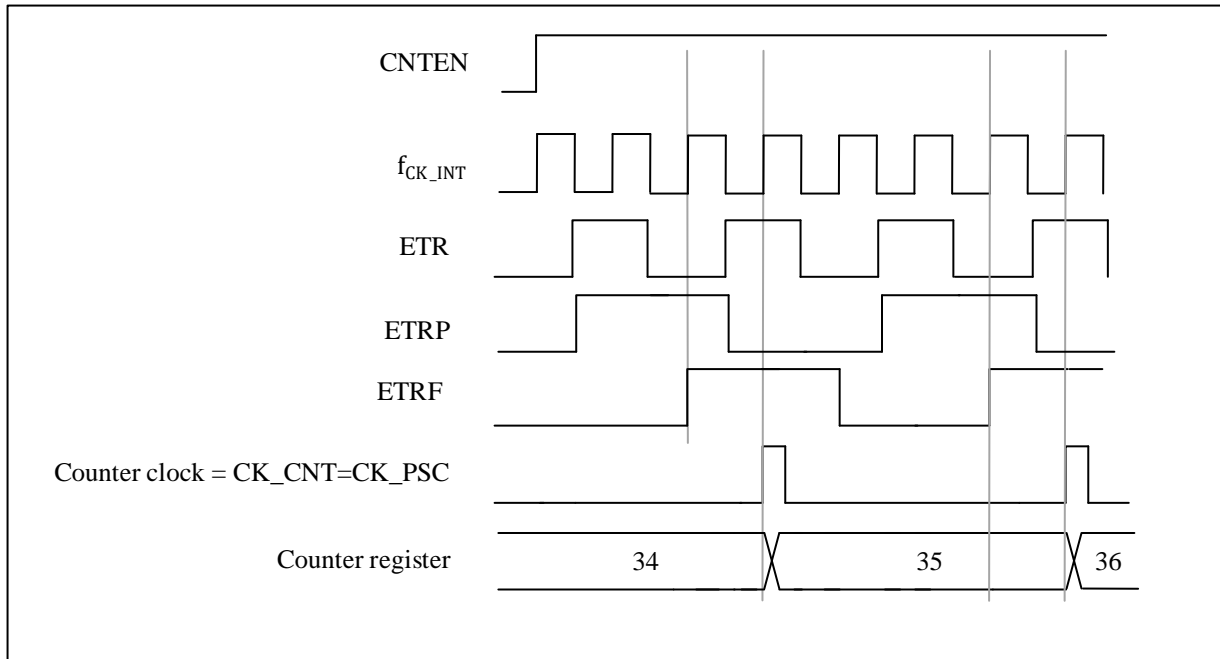 CNTEN
fCK_INT
ETR
ETRP
ETRF
Counter clock = CK_CNT=CK_PSC
Counter register 34 35 36